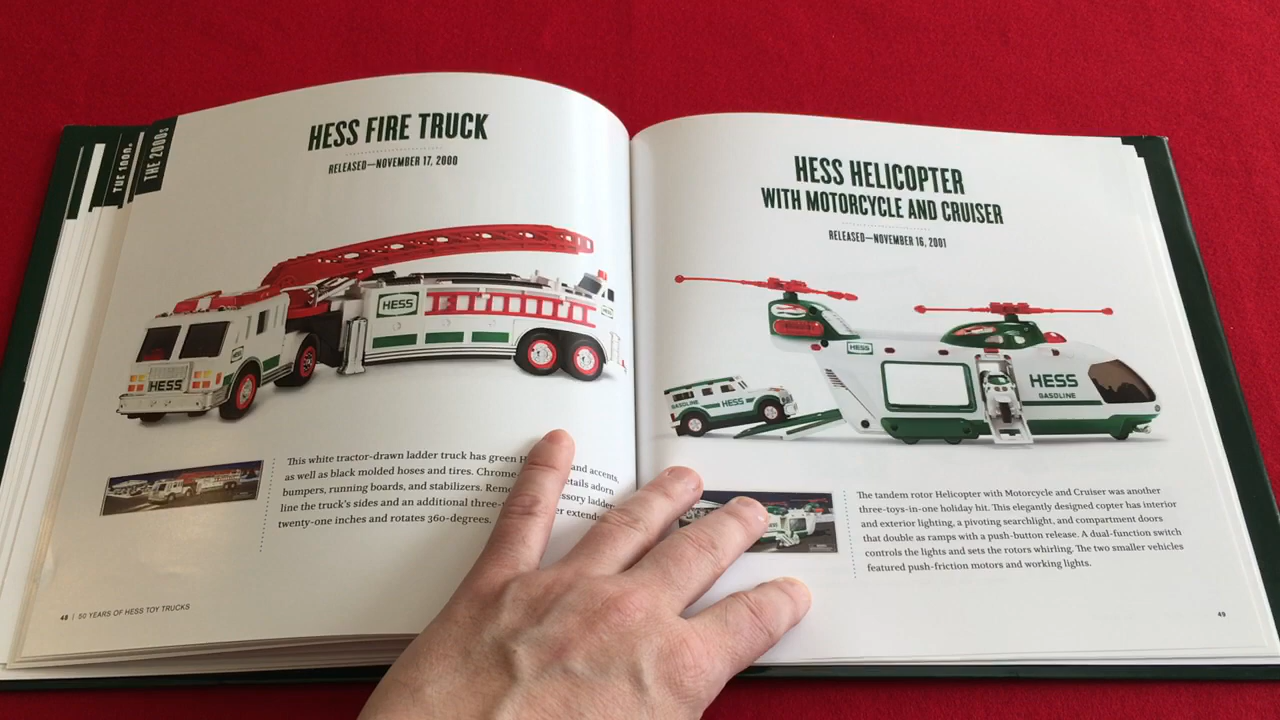 THE 2000s
HESS FIRE TRUCK
RELEASED—NOVEMBER 17, 2000
HESS
HESS
This white tractor-drawn ladder truck has green and accents,
as well as black molded hoses and tires. Chrome etails adorn
bumpers, running boards, and stabilizers. ssory ladder
line the truck's sides and an additional three- er extends
twenty-one inches and rotates 360-degrees.
48 | 50 YEARS OF HESS TOY TRUCKS
HESS HELICOPTER
WITH MOTORCYCLE AND CRUISER
RELEASED—NOVEMBER 16, 2001
HESS
HESS
GASOLINE
GASOLINE HESS
The tandem rotor Helicopter with Motorcycle and Cruiser was another
three-toys-in-one holiday hit. This elegantly designed copter has interior
and exterior lighting, a pivoting searchlight, and compartment doors
that double as ramps with a push-button release. A dual-function switch
controls the lights and sets the rotors whirling. The two smaller vehicles
featured push-friction motors and working lights.
49